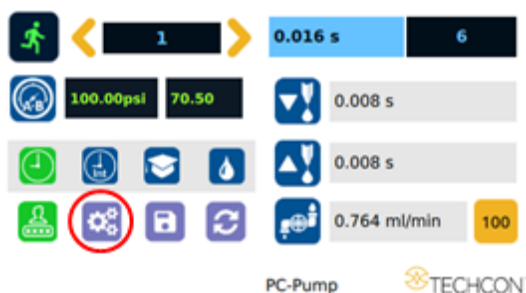 1
0.016 s
6
A-B
100.00psi
70.50
0.008 s
Int
0.008 s
0.764 ml/min
100
PC-Pump
TECHCON